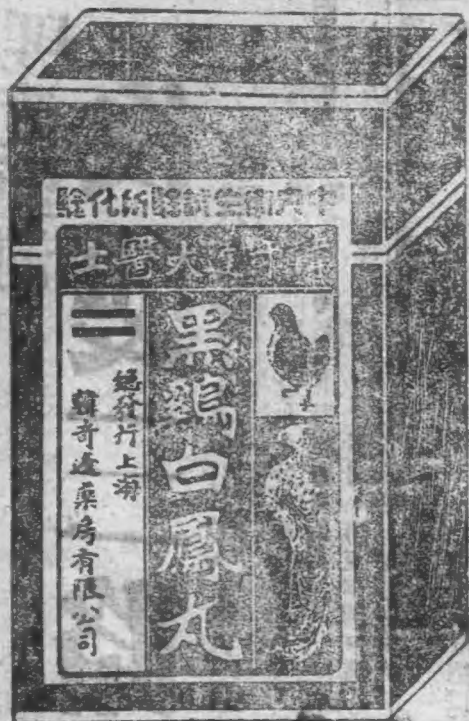 中央衛生試驗所化驗
大醫士
黑鷄白鳳丸
總發行上海
韓奇逢藥房有限公司